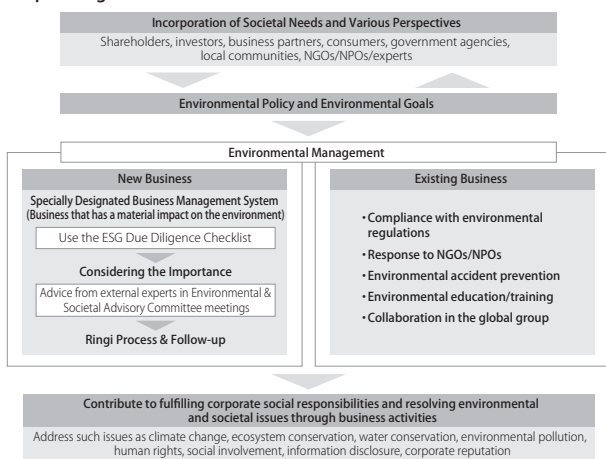 Incorporation of Societal Needs and Various Perspectives
Shareholders, investors, business partners, consumers, government agencies,
local communities, NGOs/NPOs/experts
Environmental Policy and Environmental Goals
Environmental Management
New Business
Specially Designated Business Management System
(Business that has a material impact on the environment)
Use the ESG Due Diligence Checklist
Considering the Importance
Advice from external experts in Environmental &
Societal Advisory Committee meetings
Ringi Process & Follow-up
Existing Business
• Compliance with environmental
regulations
• Response to NGOs/NPOs
• Environmental accident prevention
• Environmental education/training
• Collaboration in the global group
Contribute to fulfilling corporate social responsibilities and resolving environmental
and societal issues through business activities
Address such issues as climate change, ecosystem conservation, water conservation, environmental pollution,
human rights, social involvement, information disclosure, corporate reputation